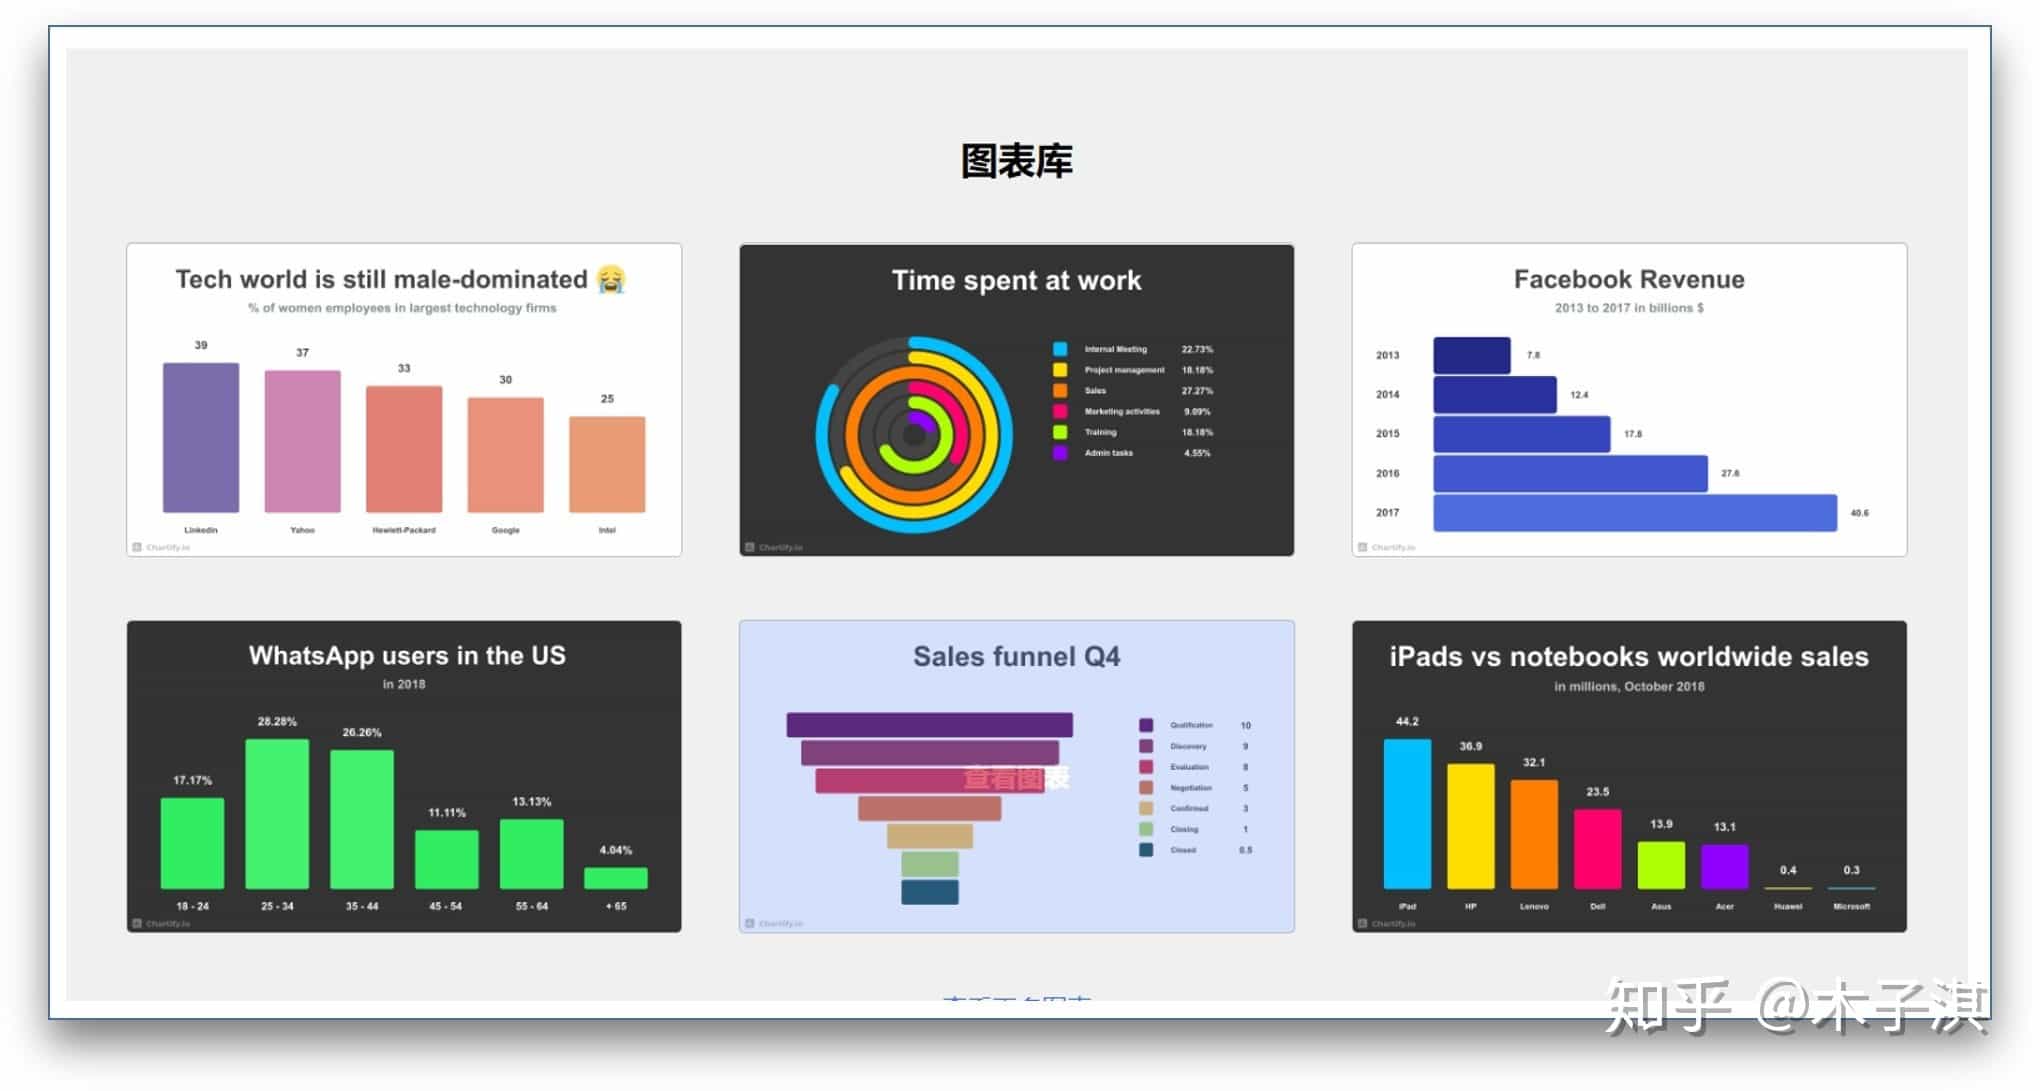 图表库
Tech world is still male-dominated 😭
% of women employees in largest technology firms
39
37
33
30
25
Linkedin
Yahoo
Hewlett-Packard
Google
Intel
Chartify.io
Time spent at work
Internal Meeting 22.73%
Project management 18.18%
Sales 27.27%
Marketing activities 9.09%
Training 18.18%
Admin tasks 4.55%
Chartify.io
Facebook Revenue
2013 to 2017 in billions $
2013 7.8
2014 12.4
2015 17.8
2016 27.6
2017 40.6
Chartify.io
WhatsApp users in the US
in 2018
17.17%
28.28%
26.26%
11.11%
13.13%
4.04%
18 - 24
25 - 34
35 - 44
45 - 54
55 - 64
+ 65
Chartify.io
Sales funnel Q4
Qualification 10
Discovery 9
Evaluation 8
查看图表
Negotiation 5
Confirmed 3
Closing 1
Closed 0.5
Chartify.io
iPads vs notebooks worldwide sales
in millions, October 2018
44.2
36.9
32.1
23.5
13.9
13.1
0.4
0.3
iPad
HP
Lenovo
Dell
Asus
Acer
Huawei
Microsoft
Chartify.io
知乎 @木子淇